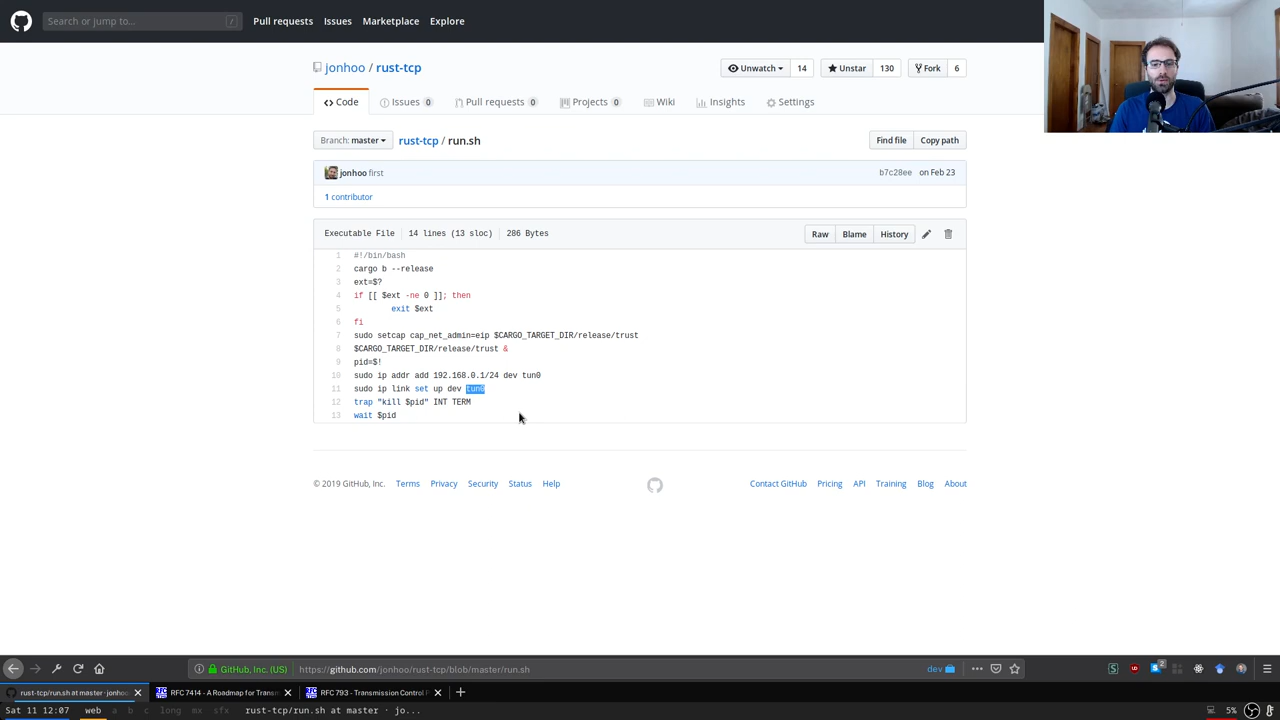 Search or jump to... /
Pull requests Issues Marketplace Explore
jonhoo / rust-tcp
Unwatch 14 Unstar 130 Fork 6
Code Issues 0 Pull requests 0 Projects 0 Wiki Insights Settings
Branch: master rust-tcp / run.sh Find file Copy path
jonhoo first b7c28ee on Feb 23
1 contributor
Executable File 14 lines (13 sloc) 286 Bytes Raw Blame History
1 #!/bin/bash
2 cargo b --release
3 ext=$?
4 if [[ $ext -ne 0 ]]; then
5 exit $ext
6 fi
7 sudo setcap cap_net_admin=eip $CARGO_TARGET_DIR/release/trust
8 $CARGO_TARGET_DIR/release/trust &
9 pid=$!
10 sudo ip addr add 192.168.0.1/24 dev tun0
11 sudo ip link set up dev tun0
12 trap "kill $pid" INT TERM
13 wait $pid
© 2019 GitHub, Inc. Terms Privacy Security Status Help Contact GitHub Pricing API Training Blog About
GitHub, Inc. (US) https://github.com/jonhoo/rust-tcp/blob/master/run.sh dev
rust-tcp/run.sh at master · jonhoo RFC 7414 - A Roadmap for Transm RFC 793 - Transmission Control P
Sat 11 12:07 web a b c long mx sfx rust-tcp/run.sh at master · jo... 5%